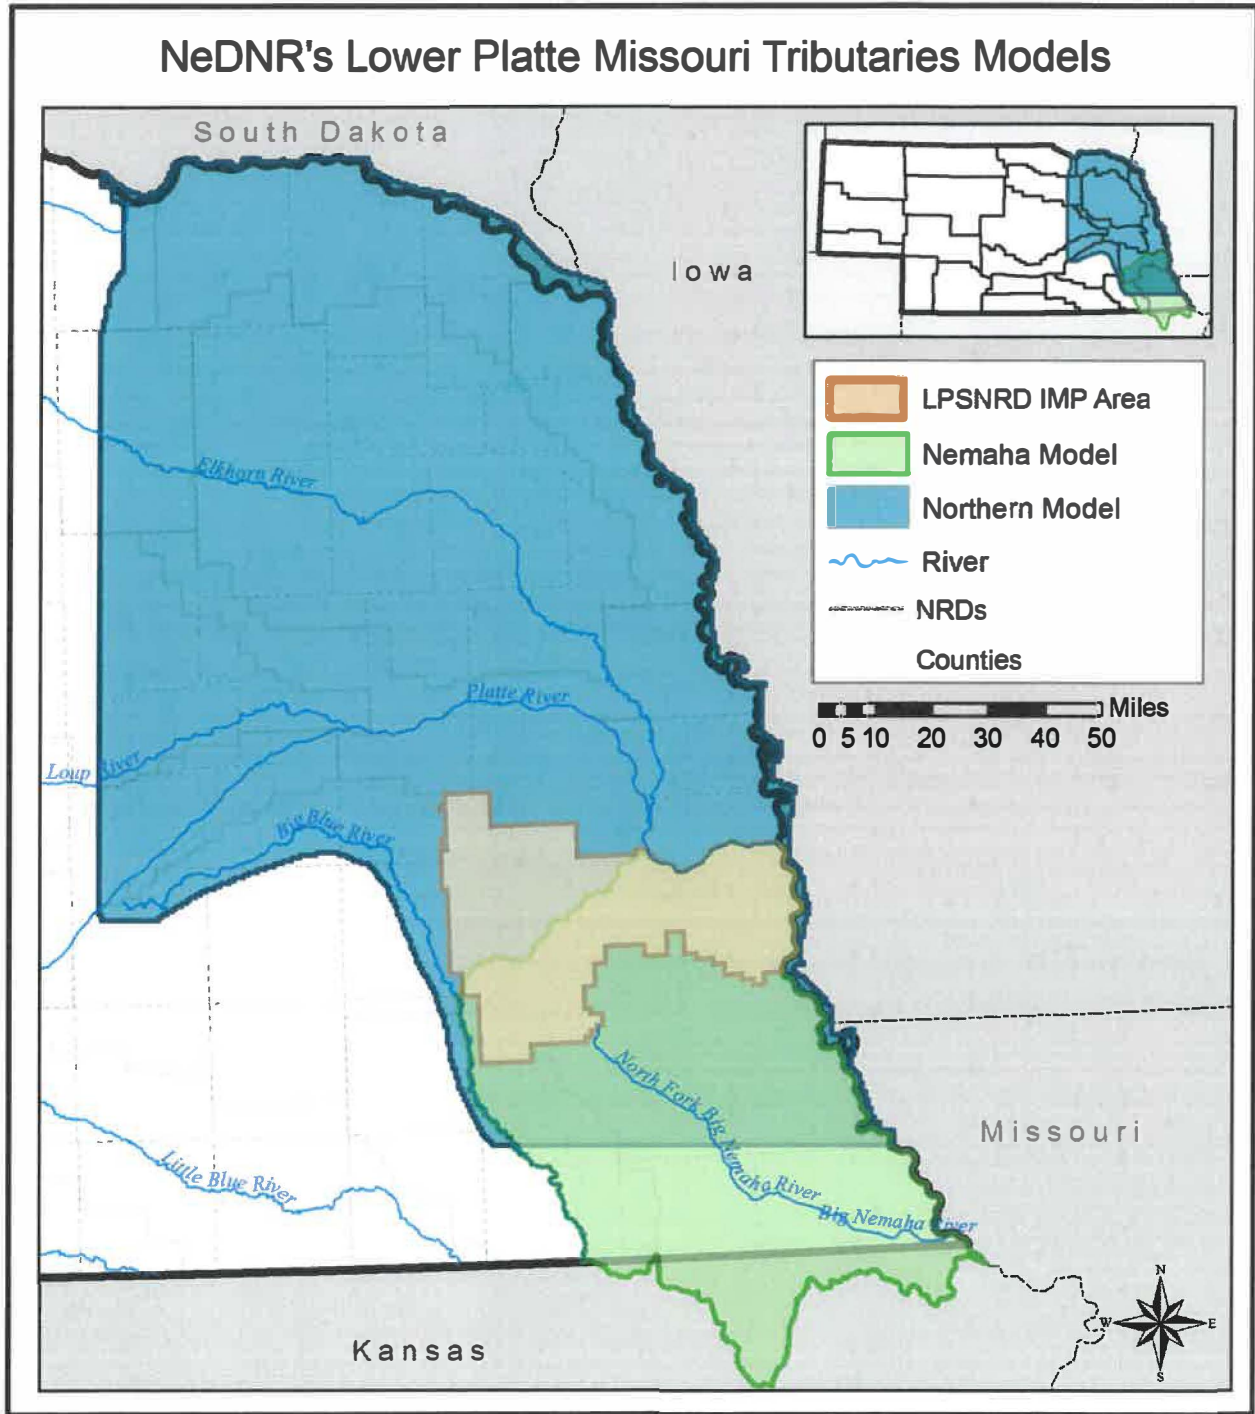 NeDNR's Lower Platte Missouri Tributaries Models
South Dakota
Iowa
LPSNRD IMP Area
Nemaha Model
Northern Model
River
NRDs
Counties
Miles
0 5 10 20 30 40 50
Elkhorn River
Platte River
Loup River
Big Blue River
North Fork Big Nemaha River
Big Nemaha River
Little Blue River
Missouri
Kansas
N
W E
S